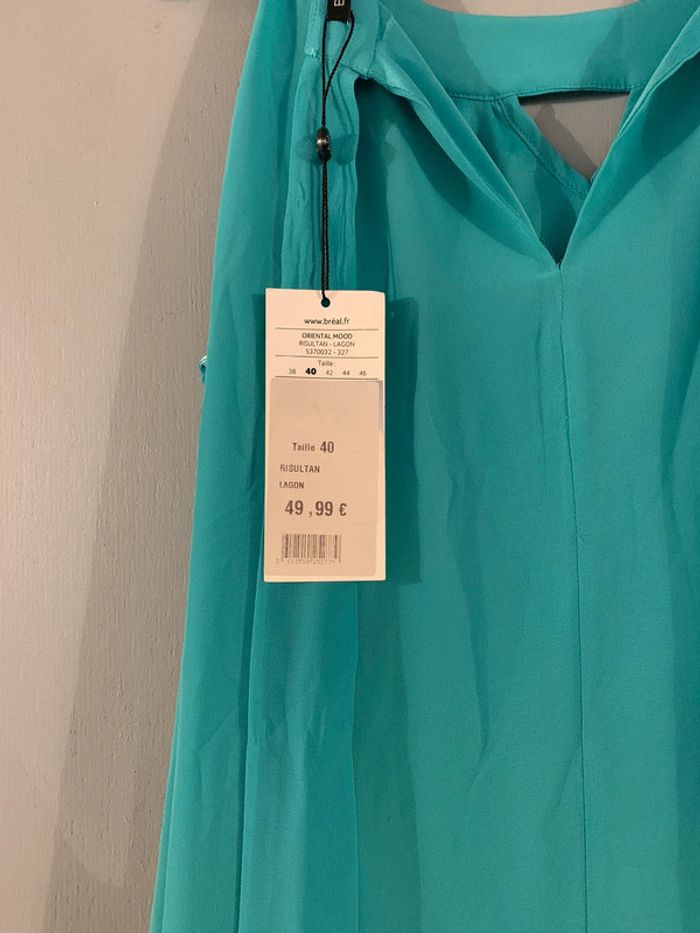 www.bréal.fr
ORIENTAL MOOD
RISULTAN - LAGON
5370032 - 327
Taille:
38 40 42 44 46
Taille 40
RISULTAN
LAGON
49,99 €